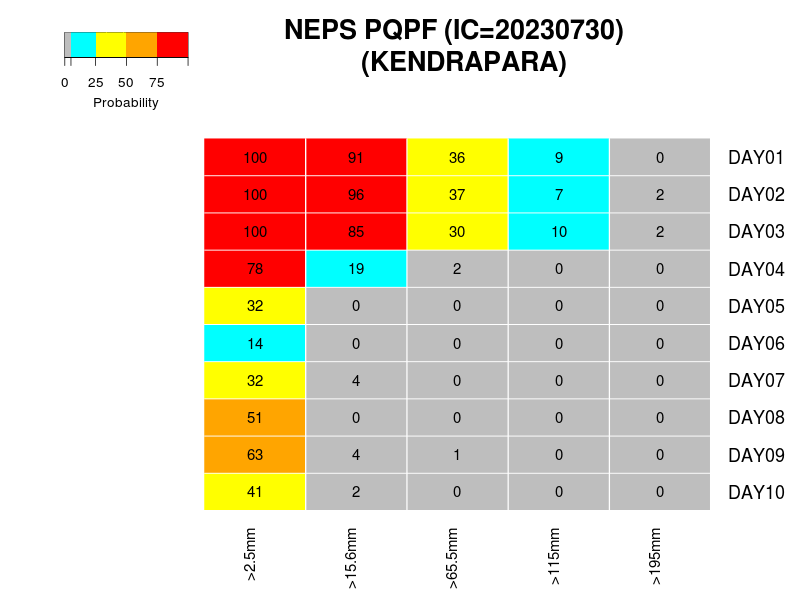 NEPS PQPF (IC=20230730)
(KENDRAPARA)
0 25 50 75
Probability
100 91 36 9 0 DAY01
100 96 37 7 2 DAY02
100 85 30 10 2 DAY03
78 19 2 0 0 DAY04
32 0 0 0 0 DAY05
14 0 0 0 0 DAY06
32 4 0 0 0 DAY07
51 0 0 0 0 DAY08
63 4 1 0 0 DAY09
41 2 0 0 0 DAY10
>2.5mm >15.6mm >65.5mm >115mm >195mm